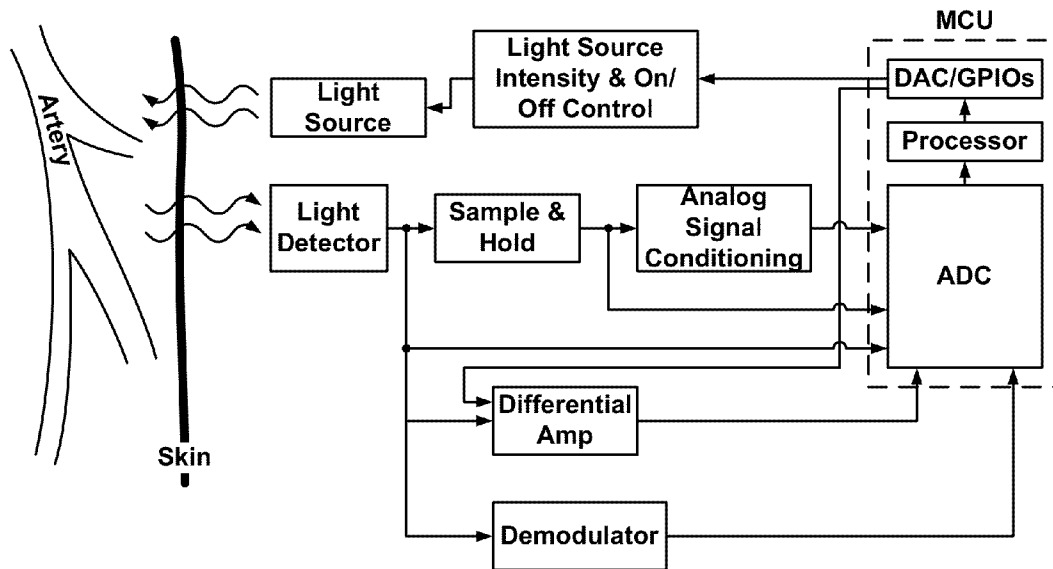 MCU
Light Source
Intensity & On/
Off Control
DAC/GPIOs
Light
Source
Processor
Artery
Light
Detector
Sample &
Hold
Analog
Signal
Conditioning
ADC
Differential
Amp
Skin
Demodulator